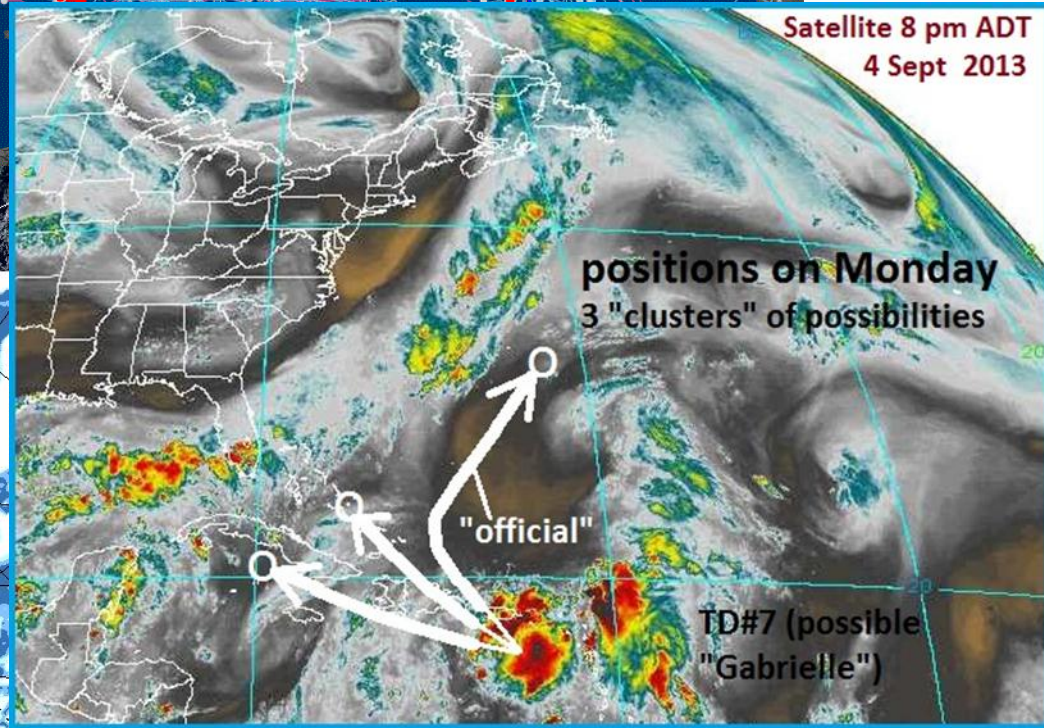 Satellite 8 pm ADT
4 Sept 2013
positions on Monday
3 "clusters" of possibilities
"official"
TD#7 (possible
"Gabrielle")